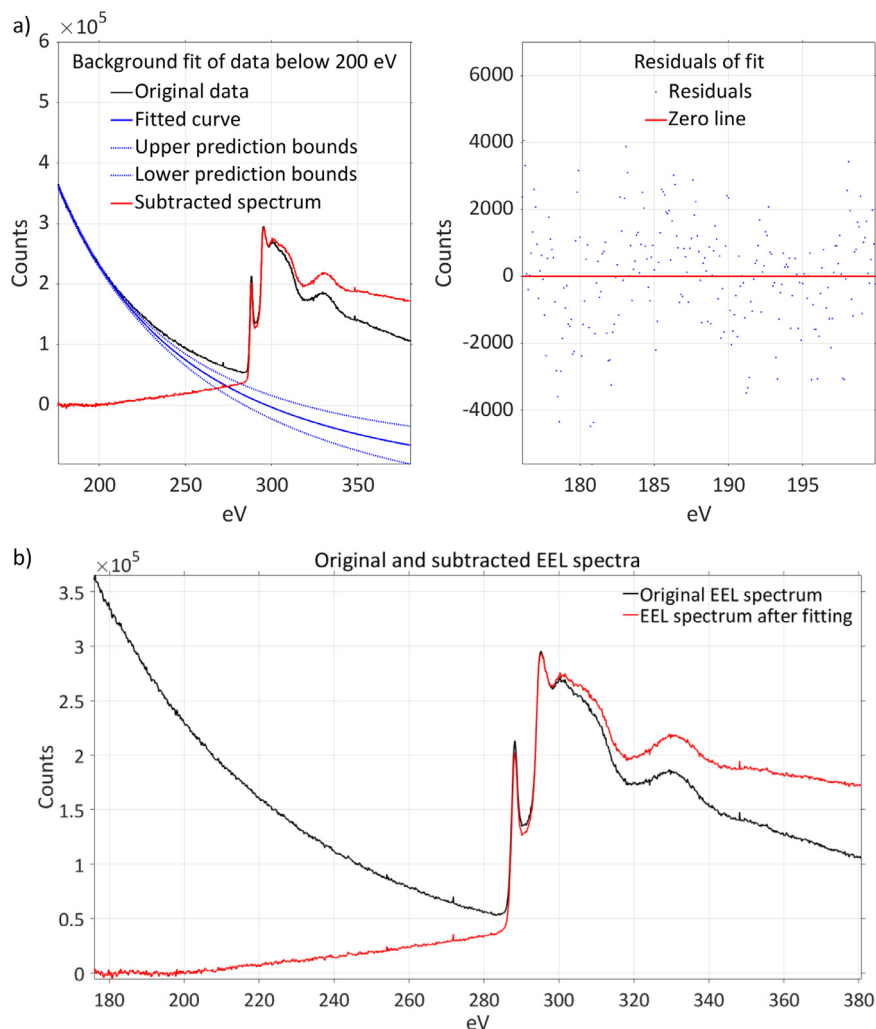 a)
×10⁵
Background fit of data below 200 eV
Original data
Fitted curve
Upper prediction bounds
Lower prediction bounds
Subtracted spectrum
Counts
6
5
4
3
2
1
0
200
250
300
350
eV
Residuals of fit
Residuals
Zero line
Counts
6000
4000
2000
0
-2000
-4000
180
185
190
195
eV
b)
×10⁵
Original and subtracted EEL spectra
Original EEL spectrum
EEL spectrum after fitting
Counts
3.5
3
2.5
2
1.5
1
0.5
0
180
200
220
240
260
280
300
320
340
360
380
eV